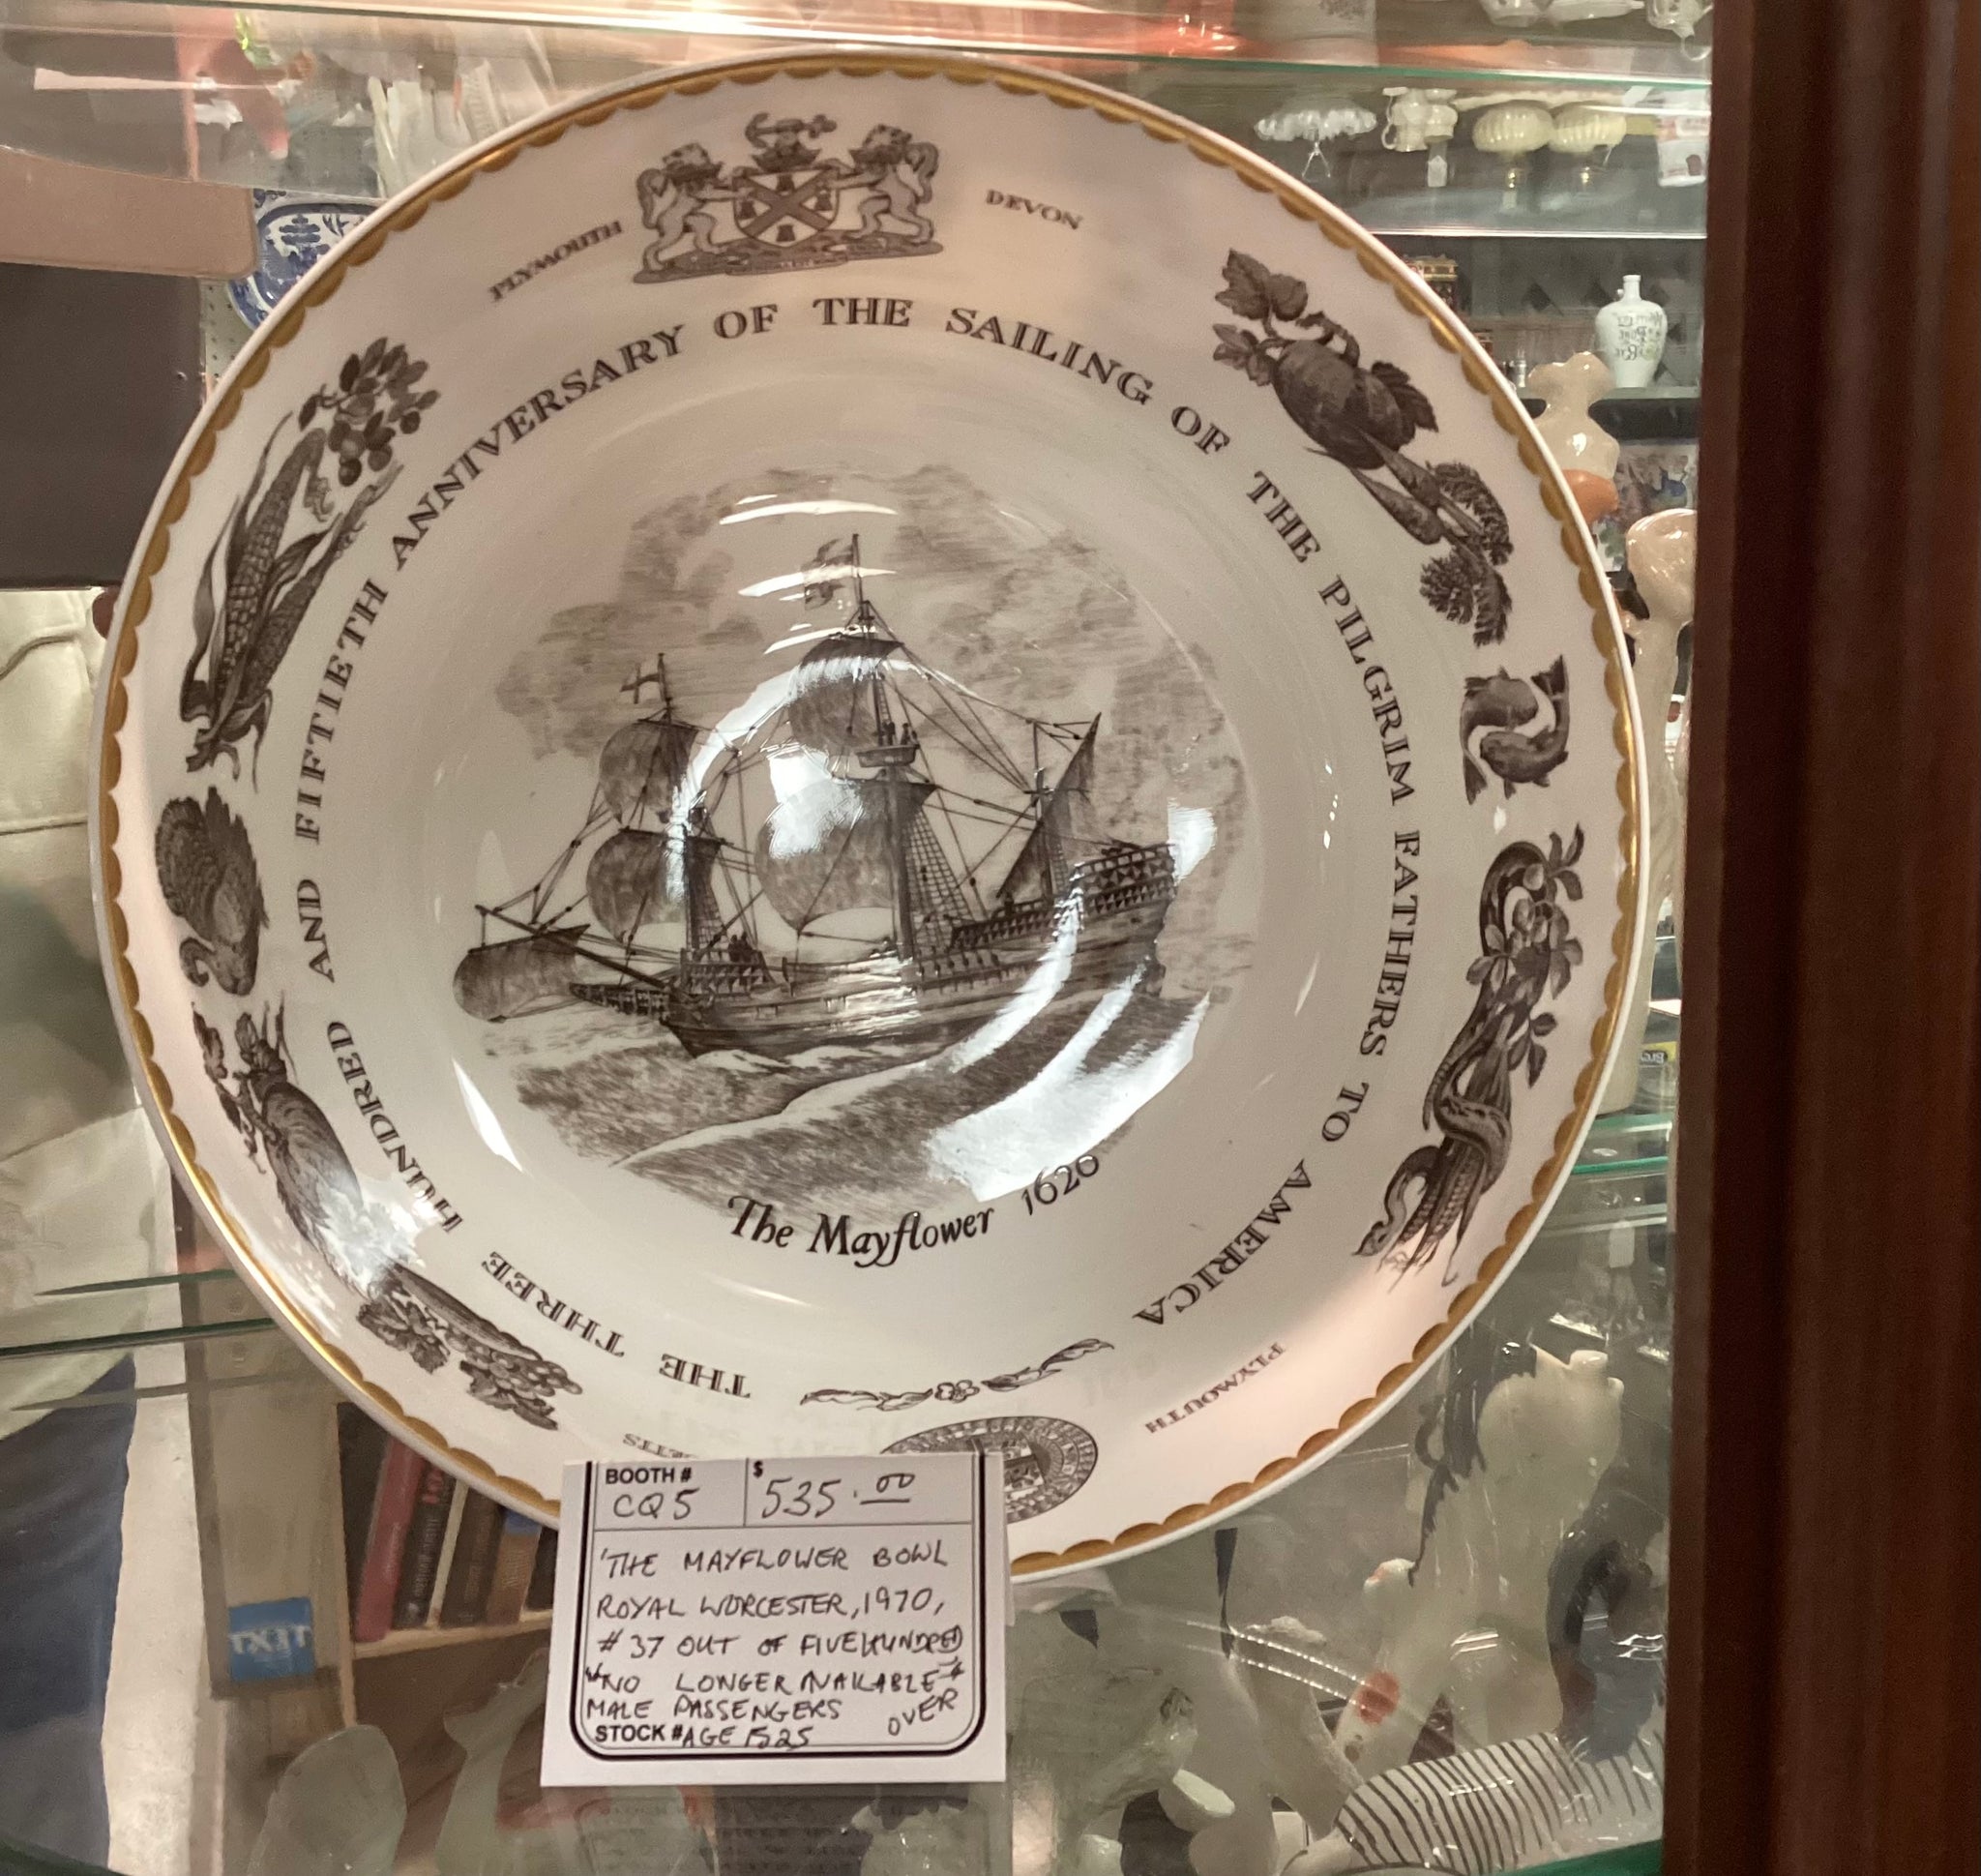 PLYMOUTH DEVON
THE THREE HUNDRED AND FIFTIETH ANNIVERSARY OF THE SAILING OF THE PILGRIM FATHERS TO AMERICA
The Mayflower 1620
PLYMOUTH
BOOTH # $
CQ5 535.00
'THE MAYFLOWER BOWL
ROYAL WORCESTER, 1970,
# 37 OUT OF FIVE HUNDRED
"NO LONGER AVAILABLE"
MALE PASSENGERS OVER
STOCK # AGE
EXIT